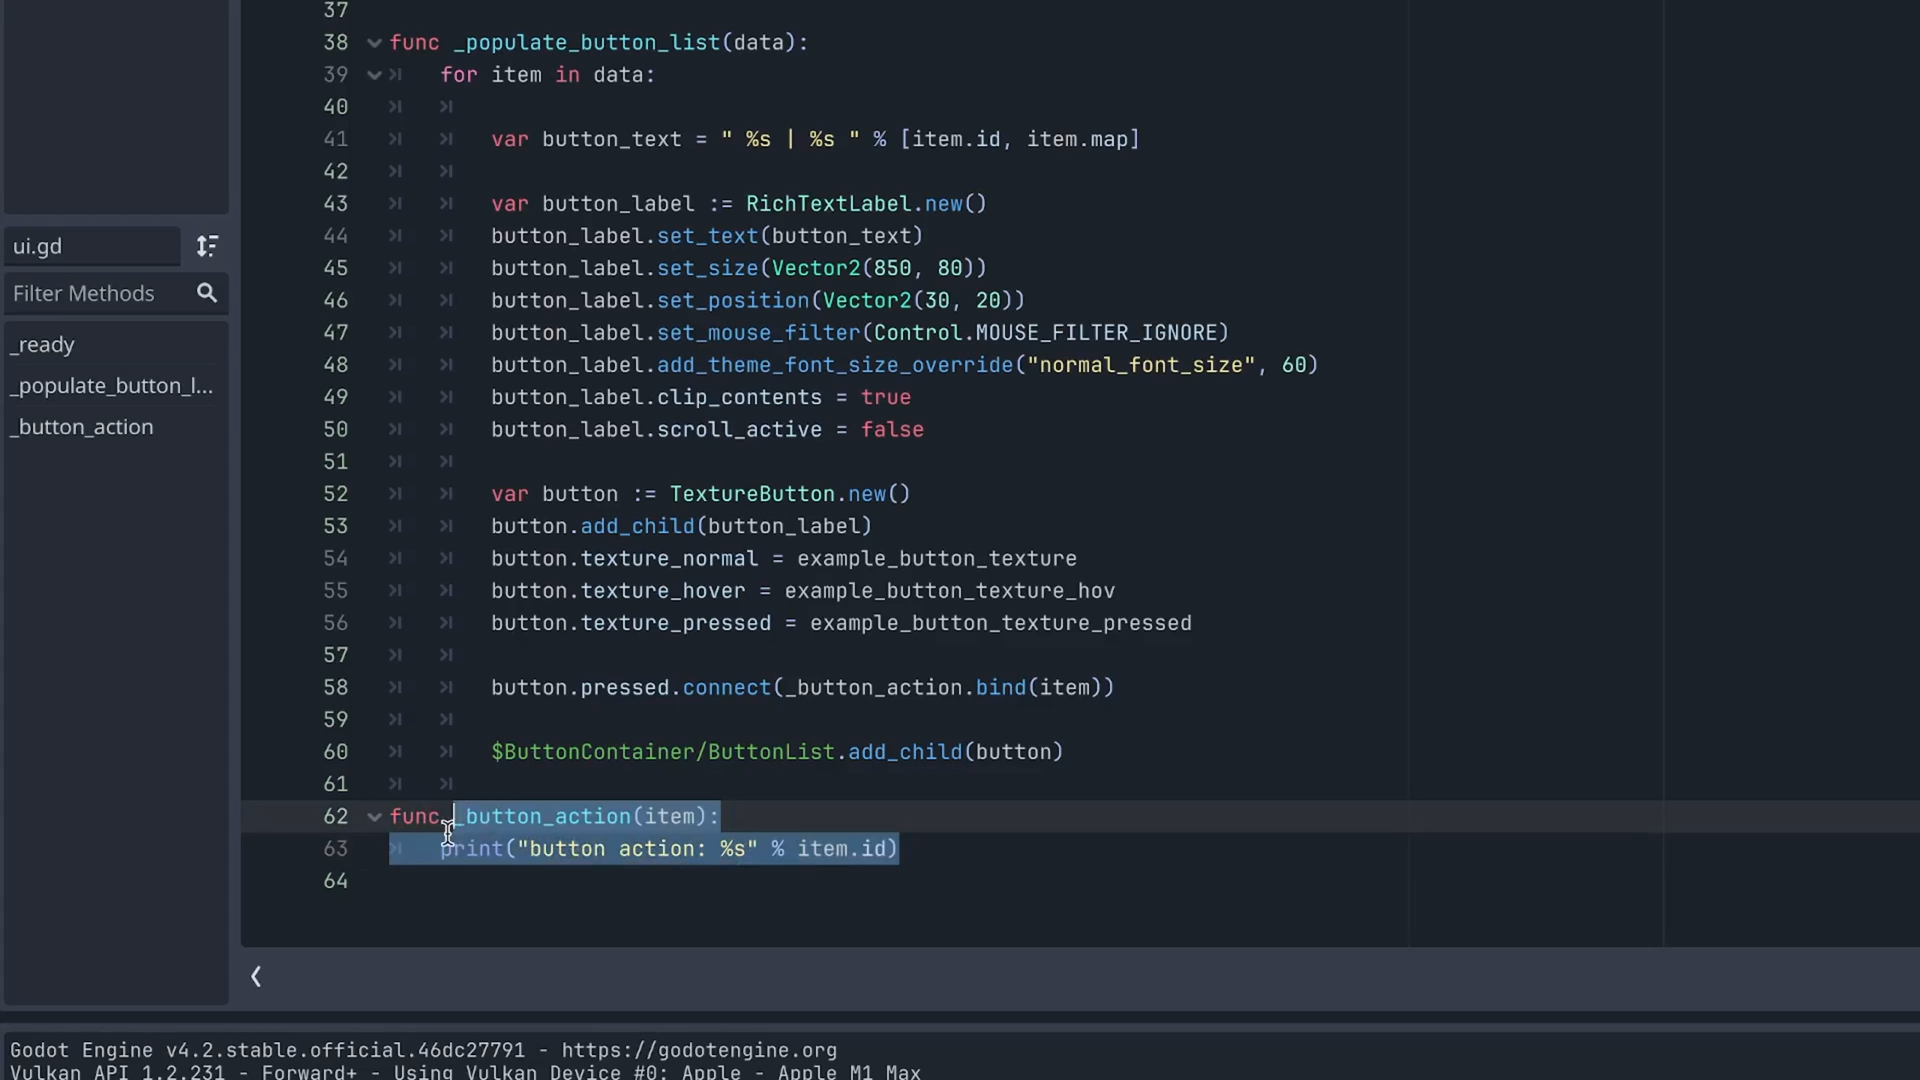 37
38 func _populate_button_list(data):
39 for item in data:
40
41 var button_text = " %s | %s " % [item.id, item.map]
42
43 var button_label := RichTextLabel.new()
44 button_label.set_text(button_text)
45 button_label.set_size(Vector2(850, 80))
46 button_label.set_position(Vector2(30, 20))
47 button_label.set_mouse_filter(Control.MOUSE_FILTER_IGNORE)
48 button_label.add_theme_font_size_override("normal_font_size", 60)
49 button_label.clip_contents = true
50 button_label.scroll_active = false
51
52 var button := TextureButton.new()
53 button.add_child(button_label)
54 button.texture_normal = example_button_texture
55 button.texture_hover = example_button_texture_hov
56 button.texture_pressed = example_button_texture_pressed
57
58 button.pressed.connect(_button_action.bind(item))
59
60 $ButtonContainer/ButtonList.add_child(button)
61
62 func _button_action(item):
63 print("button action: %s" % item.id)
64
ui.gd
Filter Methods
_ready
_populate_button_l...
_button_action
Godot Engine v4.2.stable.official.46dc27791 - https://godotengine.org
Vulkan API 1.2.231 - Forward+ - Using Vulkan Device #0: Apple - Apple M1 Max